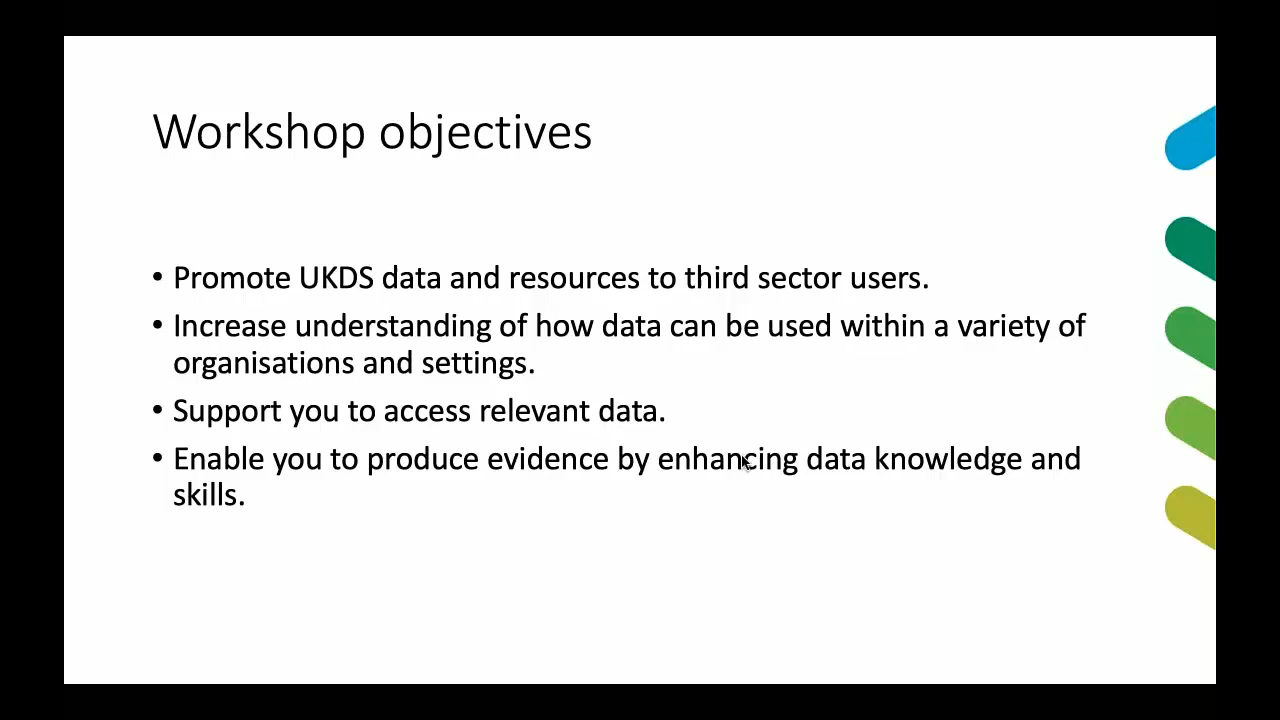 Workshop objectives
• Promote UKDS data and resources to third sector users.
• Increase understanding of how data can be used within a variety of
organisations and settings.
• Support you to access relevant data.
• Enable you to produce evidence by enhancing data knowledge and
skills.